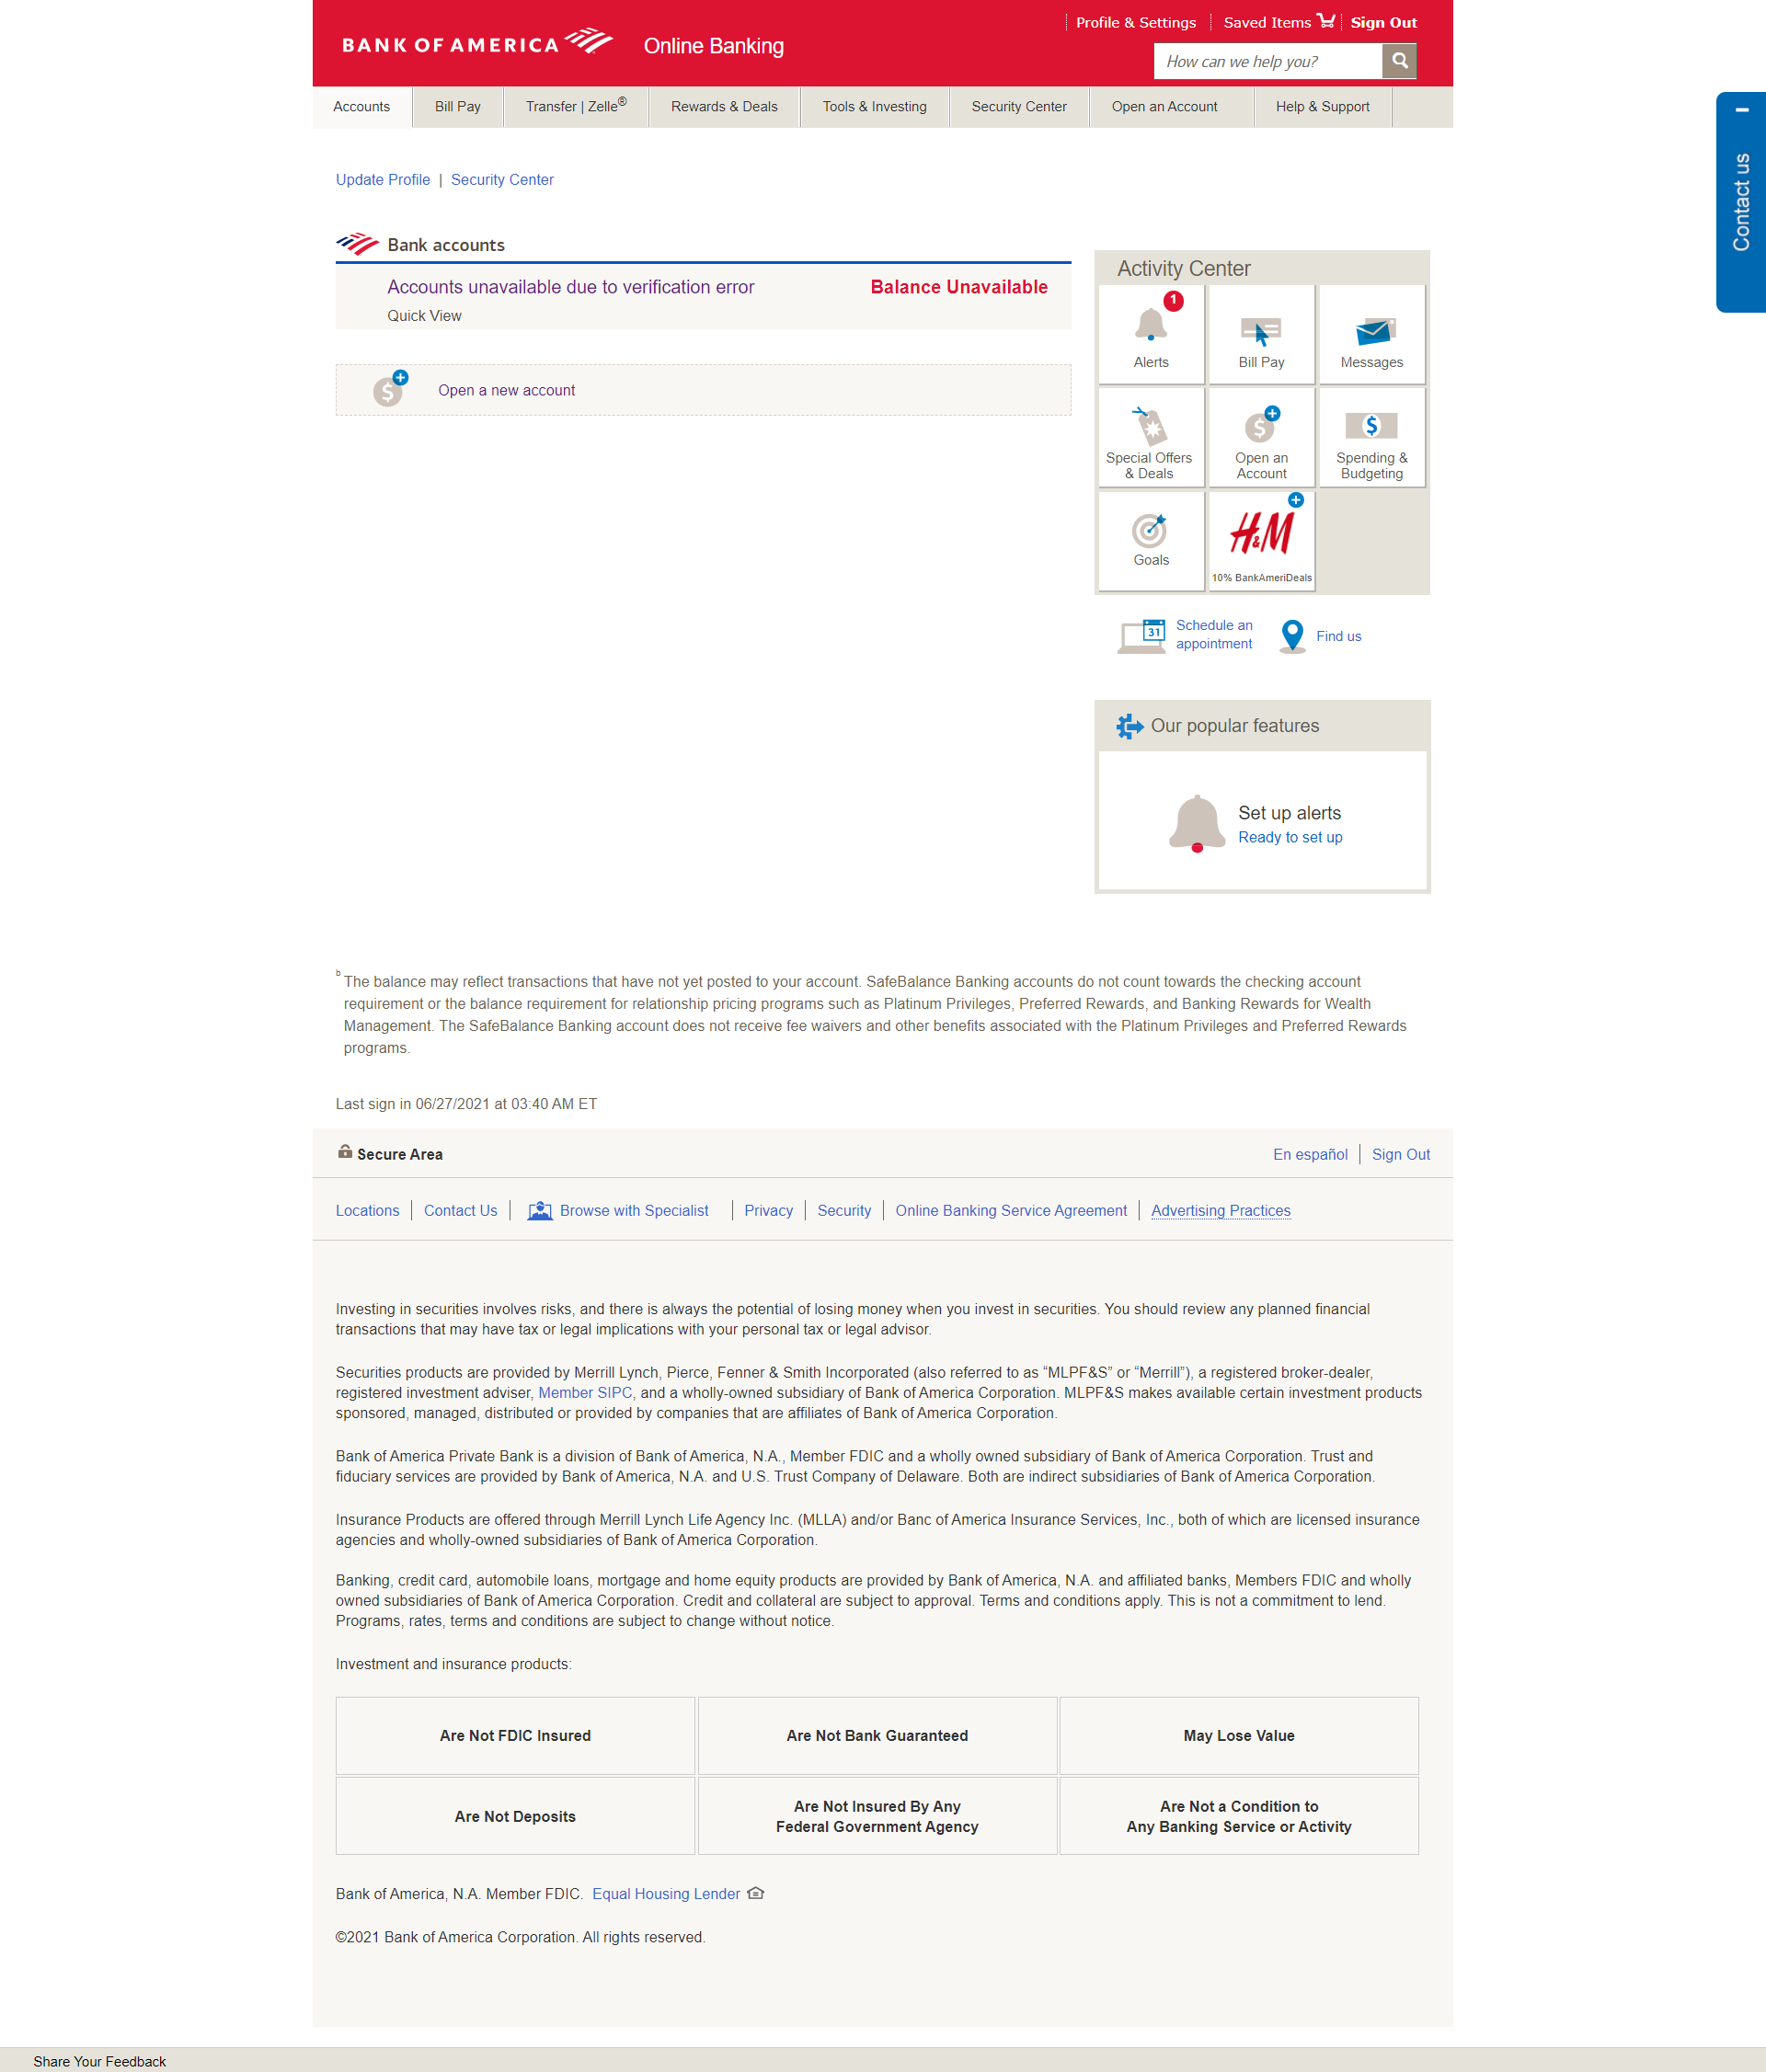 BANK OF AMERICA Online Banking
Profile & Settings Saved Items Sign Out
How can we help you?
Accounts Bill Pay Transfer | Zelle® Rewards & Deals Tools & Investing Security Center Open an Account Help & Support
Contact us
Update Profile | Security Center
Bank accounts
Accounts unavailable due to verification error Balance Unavailable
Quick View
Open a new account
Activity Center
1
Alerts Bill Pay Messages
Special Offers
& Deals
Open an
Account
Spending &
Budgeting
Goals
H&M
10% BankAmeriDeals
31
Schedule an
appointment
Find us
Our popular features
Set up alerts
Ready to set up
b The balance may reflect transactions that have not yet posted to your account. SafeBalance Banking accounts do not count towards the checking account
requirement or the balance requirement for relationship pricing programs such as Platinum Privileges, Preferred Rewards, and Banking Rewards for Wealth
Management. The SafeBalance Banking account does not receive fee waivers and other benefits associated with the Platinum Privileges and Preferred Rewards
programs.
Last sign in 06/27/2021 at 03:40 AM ET
Secure Area En español Sign Out
Locations Contact Us Browse with Specialist Privacy Security Online Banking Service Agreement Advertising Practices
Investing in securities involves risks, and there is always the potential of losing money when you invest in securities. You should review any planned financial
transactions that may have tax or legal implications with your personal tax or legal advisor.
Securities products are provided by Merrill Lynch, Pierce, Fenner & Smith Incorporated (also referred to as “MLPF&S” or “Merrill”), a registered broker-dealer,
registered investment adviser, Member SIPC, and a wholly-owned subsidiary of Bank of America Corporation. MLPF&S makes available certain investment products
sponsored, managed, distributed or provided by companies that are affiliates of Bank of America Corporation.
Bank of America Private Bank is a division of Bank of America, N.A., Member FDIC and a wholly owned subsidiary of Bank of America Corporation. Trust and
fiduciary services are provided by Bank of America, N.A. and U.S. Trust Company of Delaware. Both are indirect subsidiaries of Bank of America Corporation.
Insurance Products are offered through Merrill Lynch Life Agency Inc. (MLLA) and/or Banc of America Insurance Services, Inc., both of which are licensed insurance
agencies and wholly-owned subsidiaries of Bank of America Corporation.
Banking, credit card, automobile loans, mortgage and home equity products are provided by Bank of America, N.A. and affiliated banks, Members FDIC and wholly
owned subsidiaries of Bank of America Corporation. Credit and collateral are subject to approval. Terms and conditions apply. This is not a commitment to lend.
Programs, rates, terms and conditions are subject to change without notice.
Investment and insurance products:
Are Not FDIC Insured Are Not Bank Guaranteed May Lose Value
Are Not Deposits
Are Not Insured By Any
Federal Government Agency
Are Not a Condition to
Any Banking Service or Activity
Bank of America, N.A. Member FDIC. Equal Housing Lender
©2021 Bank of America Corporation. All rights reserved.
Share Your Feedback